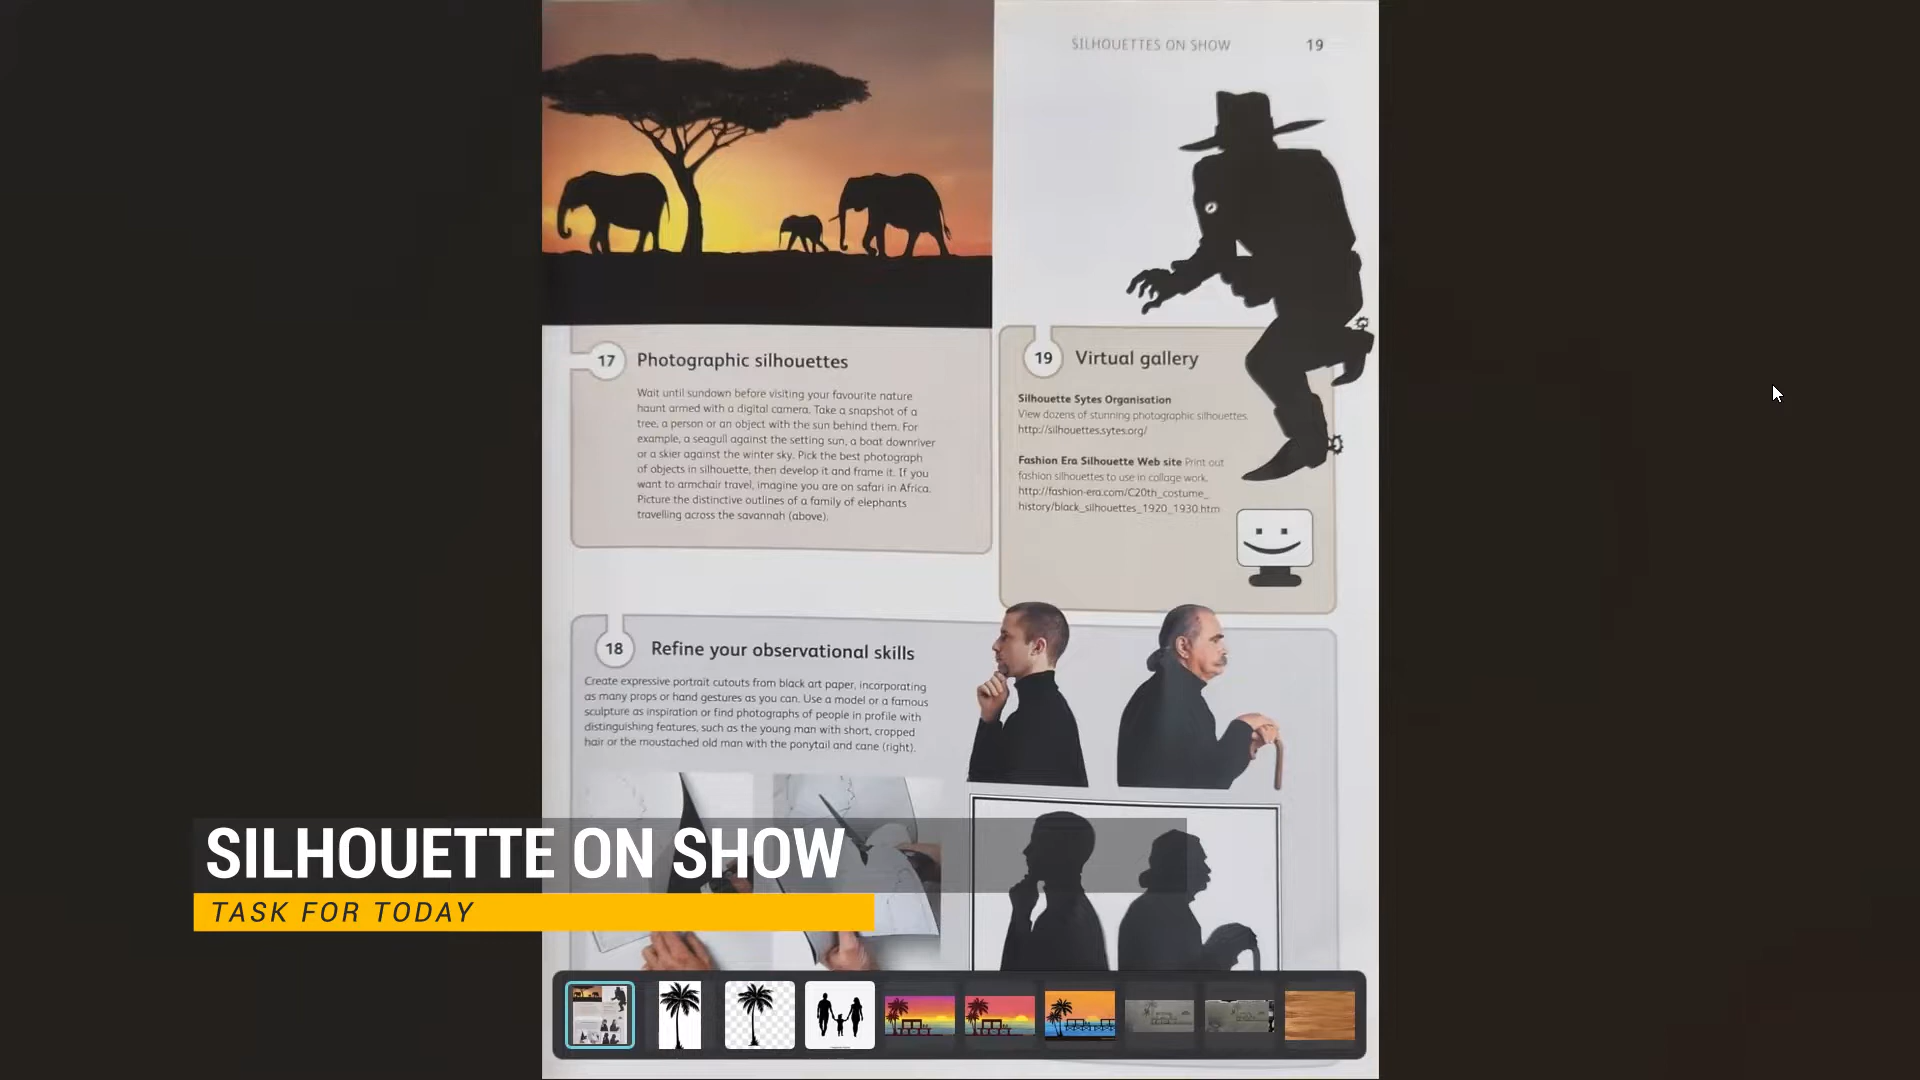 SILHOUETTES ON SHOW 19
17 Photographic silhouettes
Wait until sundown before visiting your favourite nature
haunt armed with a digital camera. Take a snapshot of a
tree, a person or an object with the sun behind them. For
example, a seagull against the setting sun, a boat downriver
or a skier against the winter sky. Pick the best photograph
of objects in silhouette, then develop it and frame it. If you
want to armchair travel, imagine you are on safari in Africa.
Picture the distinctive outlines of a family of elephants
travelling across the savannah (above).
19 Virtual gallery
Silhouette Sytes Organisation
View dozens of stunning photographic silhouettes.
http://silhouettes.sytes.org/
Fashion Era Silhouette Web site Print out
fashion silhouettes to use in collage work.
http://fashion-era.com/C20th_costume_
history/black_silhouettes_1920_1930.htm
18 Refine your observational skills
Create expressive portrait cutouts from black art paper, incorporating
as many props or hand gestures as you can. Use a model or a famous
sculpture as inspiration or find photographs of people in profile with
distinguishing features, such as the young man with short, cropped
hair or the moustached old man with the ponytail and cane (right).
SILHOUETTE ON SHOW
TASK FOR TODAY